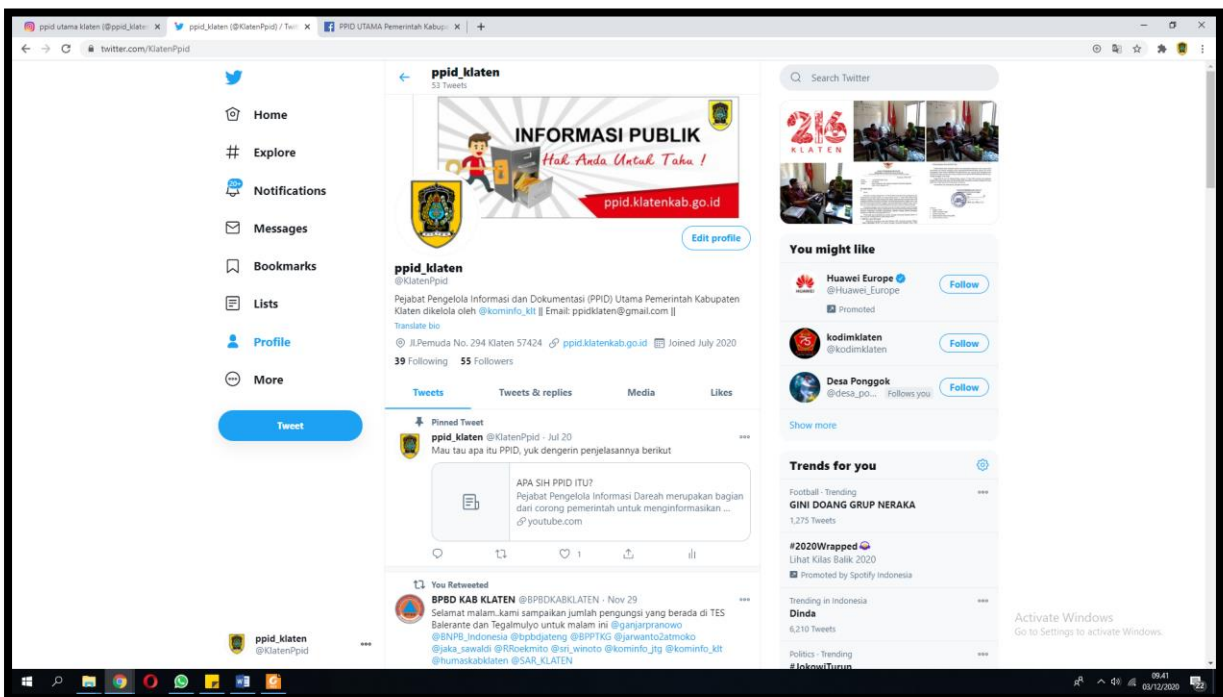 ppid utama klaten (@ppid_klate
ppid_klaten (@KlatenPpid) / Twit
PPID UTAMA Pemerintah Kabup
twitter.com/KlatenPpid
ppid_klaten
53 Tweets
Home
Explore
20+
Notifications
Messages
Bookmarks
Lists
Profile
More
Tweet
ppid_klaten
@KlatenPpid
INFORMASI PUBLIK
Hak Anda Untuk Tahu !
ppid.klatenkab.go.id
Edit profile
ppid_klaten
@KlatenPpid
Pejabat Pengelola Informasi dan Dokumentasi (PPID) Utama Pemerintah Kabupaten
Klaten dikelola oleh @kominfo_klt || Email: ppidklaten@gmail.com ||
Translate bio
Jl.Pemuda No. 294 Klaten 57424 ppid.klatenkab.go.id Joined July 2020
39 Following 55 Followers
Tweets Tweets & replies Media Likes
Pinned Tweet
ppid_klaten @KlatenPpid · Jul 20
Mau tau apa itu PPID, yuk dengerin penjelasannya berikut
APA SIH PPID ITU?
Pejabat Pengelola Informasi Dareah merupakan bagian
dari corong pemerintah untuk menginformasikan ...
youtube.com
1
You Retweeted
BPBD KAB KLATEN @BPBDKABKLATEN · Nov 29
Selamat malam..kami sampaikan jumlah pengungsi yang berada di TES
Balerante dan Tegalmulyo untuk malam ini @ganjarpranowo
@BNPB_Indonesia @bpbdjateng @BPPTKG @jarwanto2atmoko
@jaka_sawaldi @RRoekmito @sri_winoto @kominfo_jtg @kominfo_klt
@humaskabklaten @SAR_KLATEN
Search Twitter
216
KLATEN
You might like
HUAWEI
Huawei Europe
@Huawei_Europe
Follow
Promoted
75
kodimklaten
@kodimklaten
Follow
Desa Ponggok
@desa_po... Follows you
Follow
Show more
Trends for you
Football · Trending
GINI DOANG GRUP NERAKA
1,275 Tweets
#2020Wrapped
Lihat Kilas Balik 2020
Promoted by Spotify Indonesia
Trending in Indonesia
Dinda
6,210 Tweets
Politics · Trending
#JokowiTurun
Activate Windows
Go to Settings to activate Windows.
09.41
03/12/2020
22